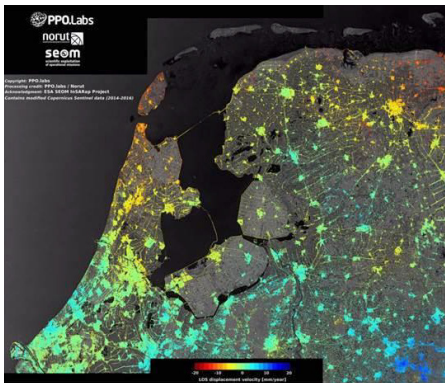 PPO.Labs
norut
seom
scientific exploitation
of operational missions
Copyright: PPO.labs
Processing credit: PPO.labs / Norut
Acknowledgment: ESA SEOM InSARap Project
Contains modified Copernicus Sentinel data (2014-2016)
-20 -10 0 10 20
LOS displacement velocity [mm/year]